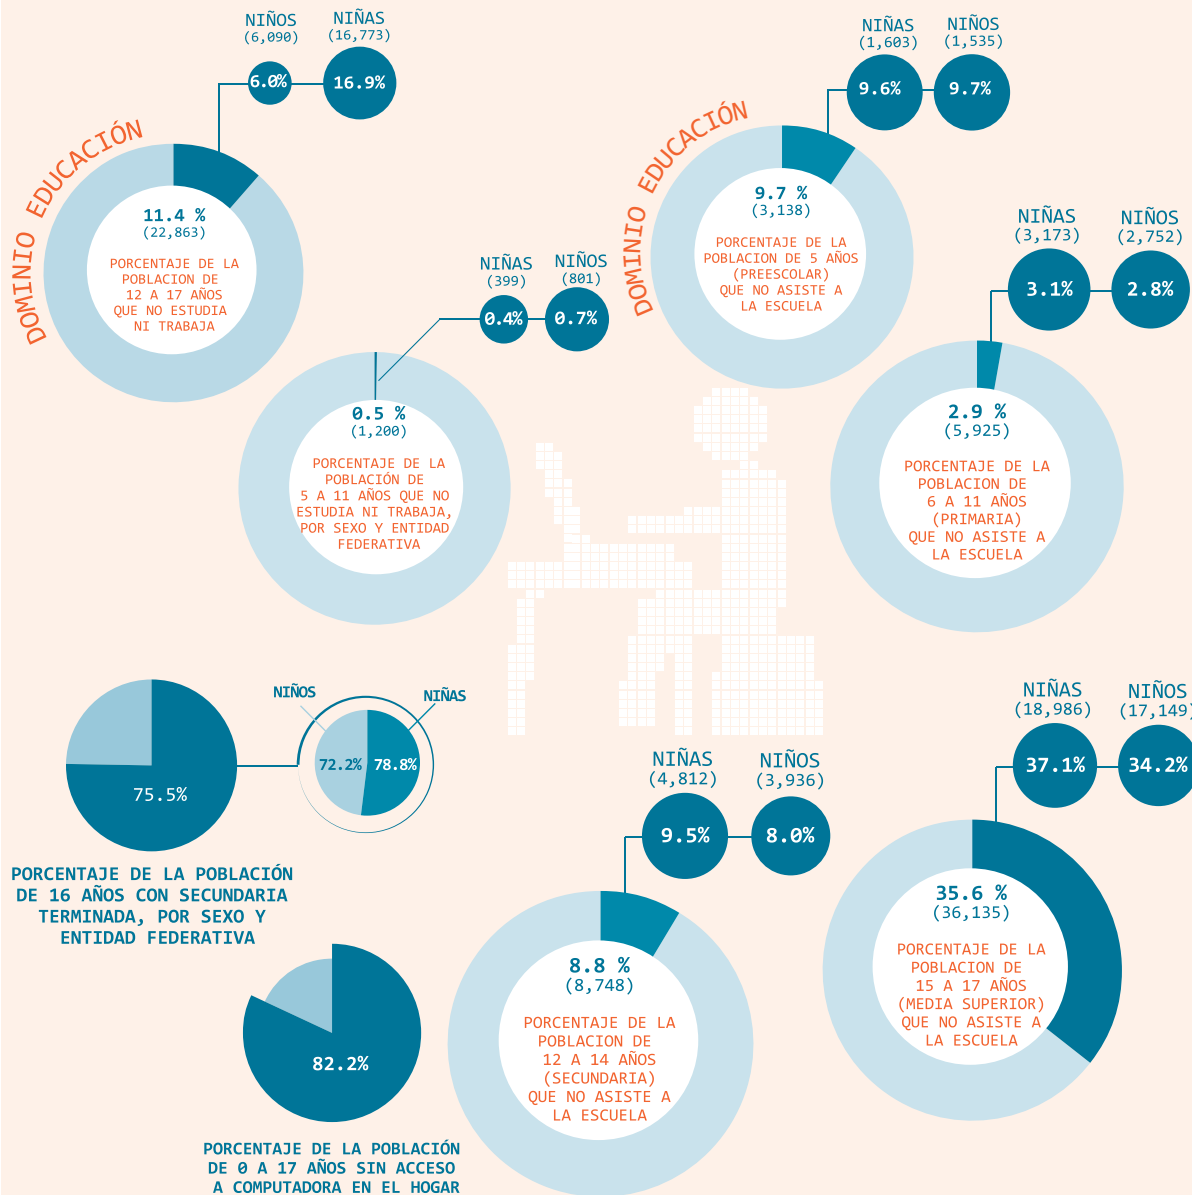 NIÑOS
(6,090)
NIÑAS
(16,773)
6.0%
16.9%
DOMINIO EDUCACIÓN
11.4 %
(22,863)
PORCENTAJE DE LA
POBLACION DE
12 A 17 AÑOS
QUE NO ESTUDIA
NI TRABAJA
NIÑAS
(399)
NIÑOS
(801)
0.4%
0.7%
0.5 %
(1,200)
PORCENTAJE DE LA
POBLACIÓN DE
5 A 11 AÑOS QUE NO
ESTUDIA NI TRABAJA,
POR SEXO Y ENTIDAD
FEDERATIVA
NIÑAS
(1,603)
NIÑOS
(1,535)
9.6%
9.7%
DOMINIO EDUCACIÓN
9.7 %
(3,138)
PORCENTAJE DE LA
POBLACION DE 5 AÑOS
(PREESCOLAR)
QUE NO ASISTE A
LA ESCUELA
NIÑAS
(3,173)
NIÑOS
(2,752)
3.1%
2.8%
2.9 %
(5,925)
PORCENTAJE DE LA
POBLACION DE
6 A 11 AÑOS
(PRIMARIA)
QUE NO ASISTE A
LA ESCUELA
75.5%
NIÑOS
NIÑAS
72.2%
78.8%
PORCENTAJE DE LA POBLACIÓN
DE 16 AÑOS CON SECUNDARIA
TERMINADA, POR SEXO Y
ENTIDAD FEDERATIVA
82.2%
PORCENTAJE DE LA POBLACIÓN
DE 0 A 17 AÑOS SIN ACCESO
A COMPUTADORA EN EL HOGAR
NIÑAS
(4,812)
NIÑOS
(3,936)
9.5%
8.0%
8.8 %
(8,748)
PORCENTAJE DE LA
POBLACION DE
12 A 14 AÑOS
(SECUNDARIA)
QUE NO ASISTE A
LA ESCUELA
NIÑAS
(18,986)
NIÑOS
(17,149)
37.1%
34.2%
35.6 %
(36,135)
PORCENTAJE DE LA
POBLACION DE
15 A 17 AÑOS
(MEDIA SUPERIOR)
QUE NO ASISTE A
LA ESCUELA